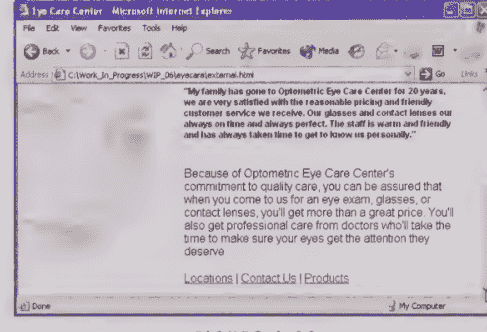 Eye Care Center - Microsoft Internet Explorer
File Edit View Favorites Tools Help
Back Search Favorites Media
Address C:\Work_In_Progress\WIP_06\eyecare\external.html Go Links
"My family has gone to Optometric Eye Care Center for 20 years,
we are very satisfied with the reasonable pricing and friendly
customer service we receive. Our glasses and contact lenses our
always on time and always perfect. The staff is warm and friendly
and has always taken time to get to know us personally."
Because of Optometric Eye Care Center's
commitment to quality care, you can be assured that
when you come to us for an eye exam, glasses, or
contact lenses, you'll get more than a great price. You'll
also get professional care from doctors who'll take the
time to make sure your eyes get the attention they
deserve
Locations | Contact Us | Products
Done My Computer